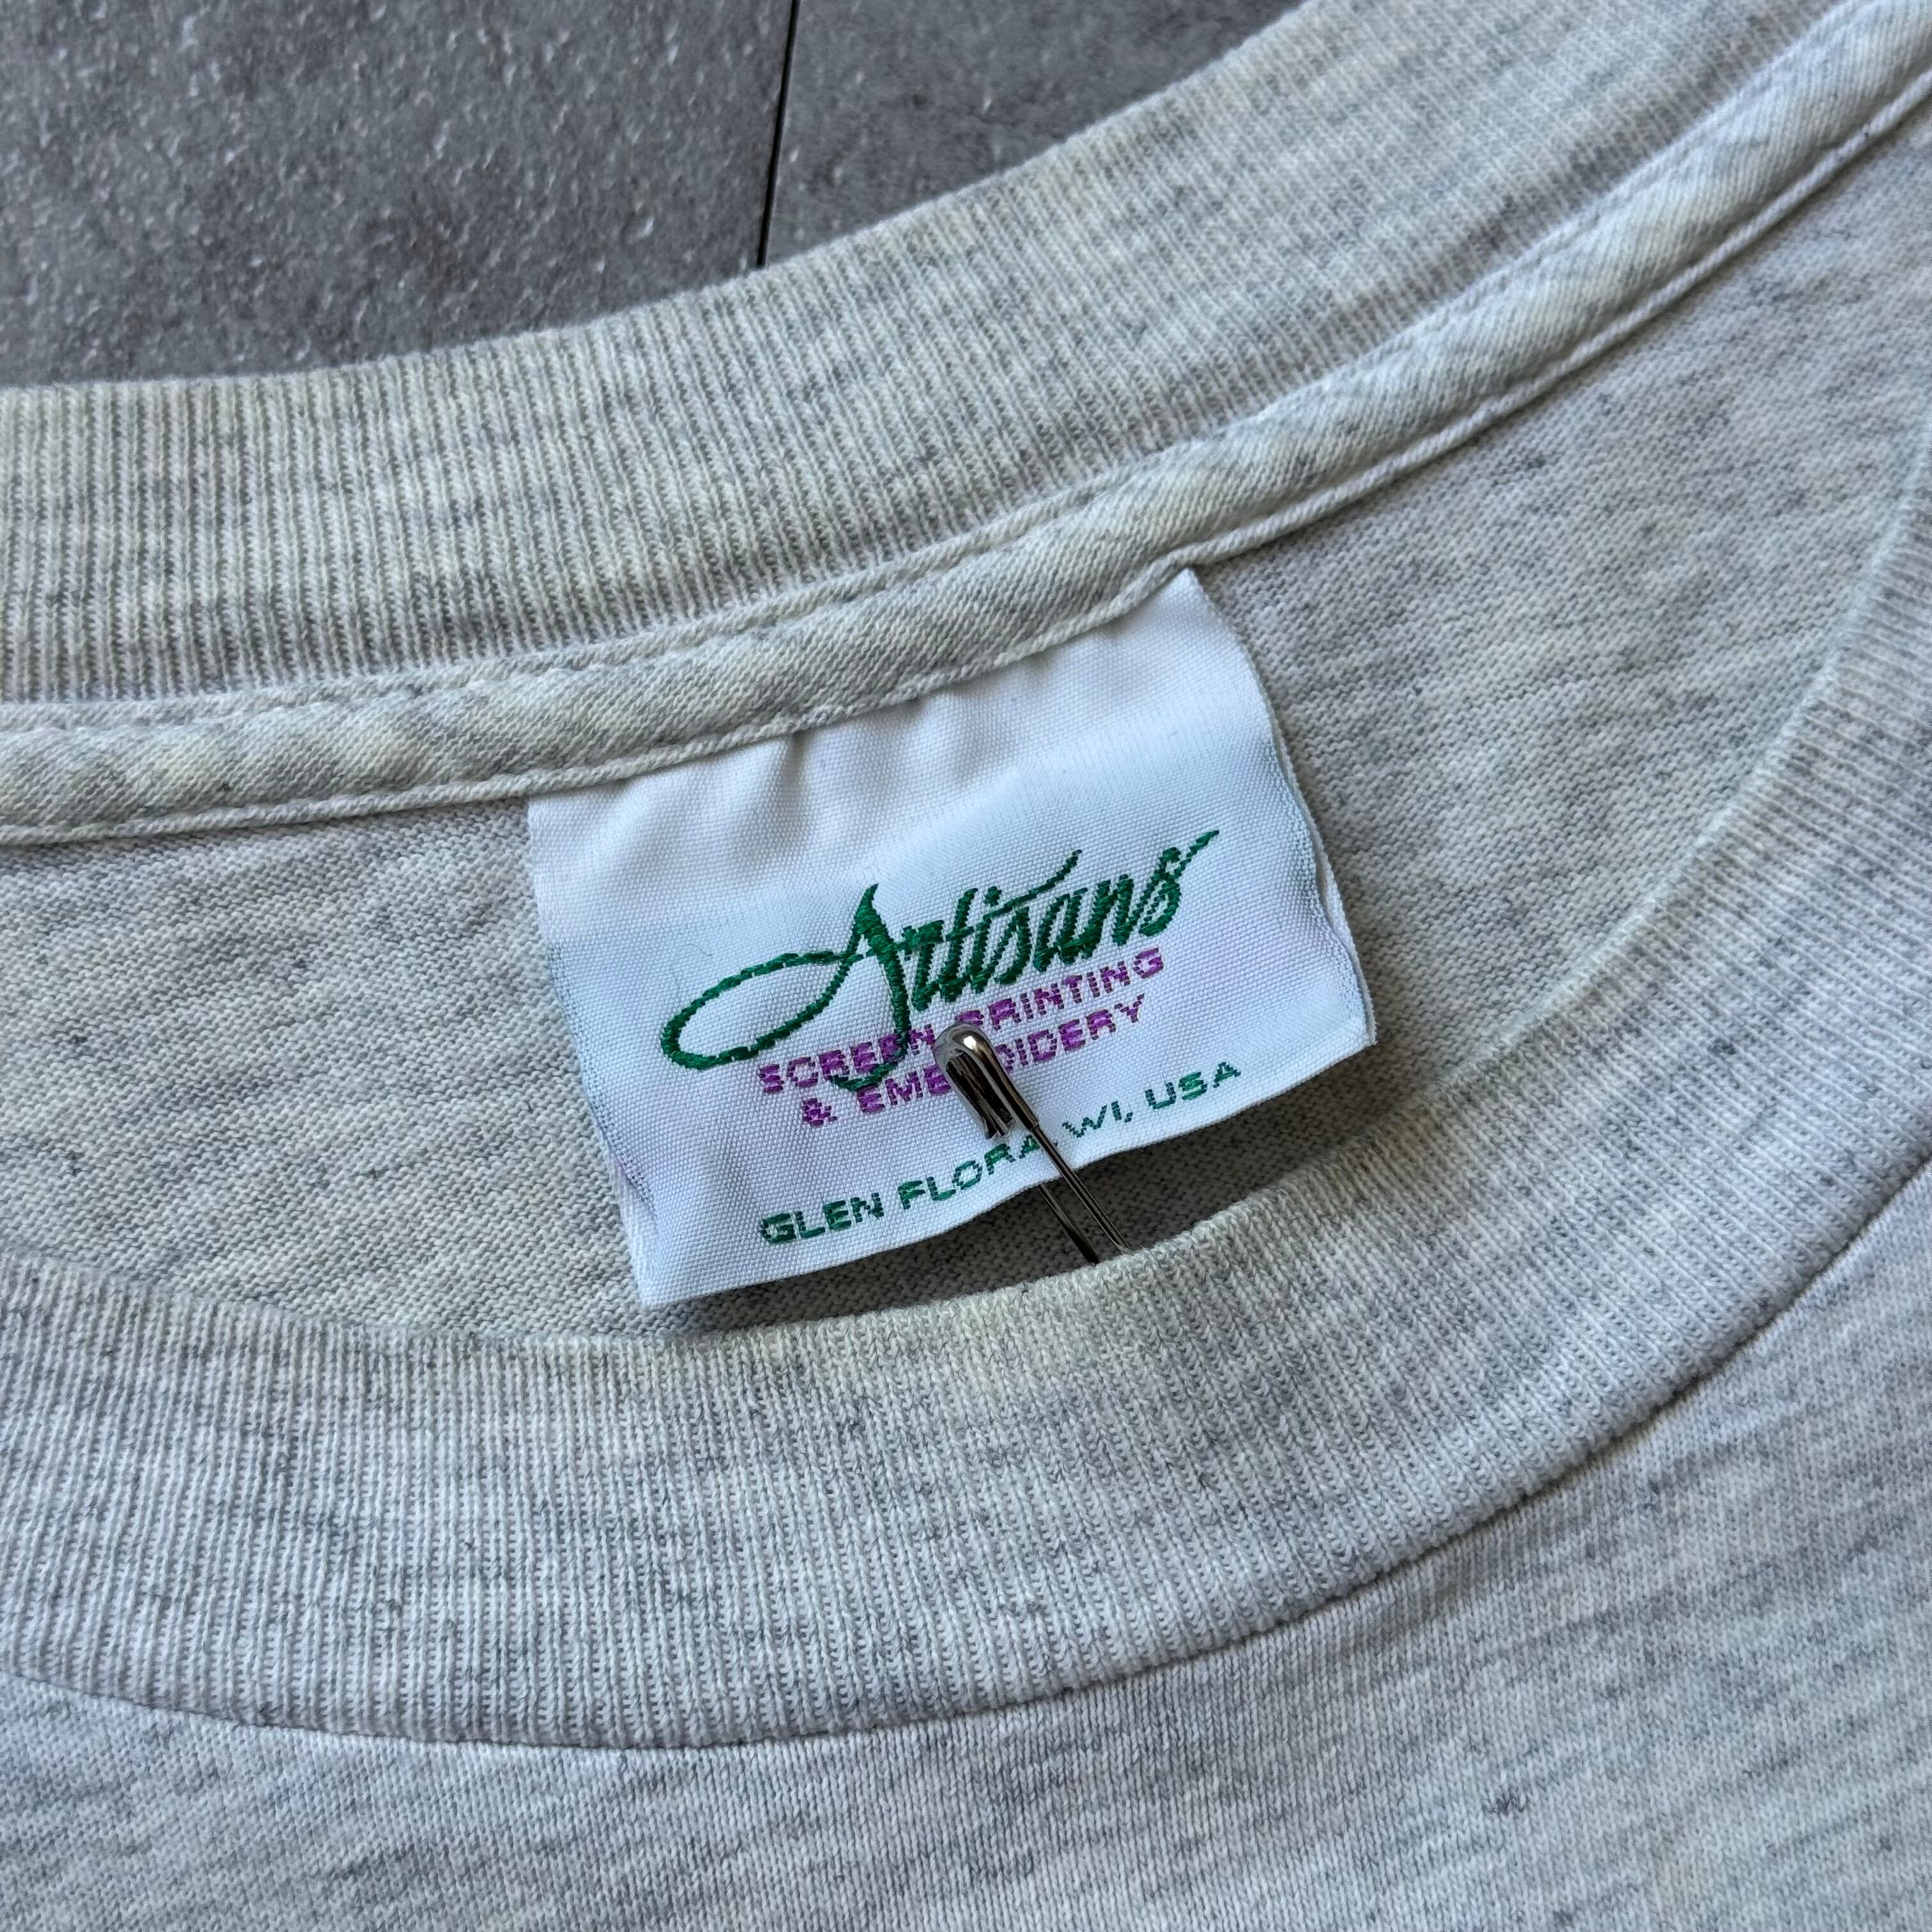 Artisans
SCREEN PRINTING
& EMBROIDERY
GLEN FLORA, WI, USA